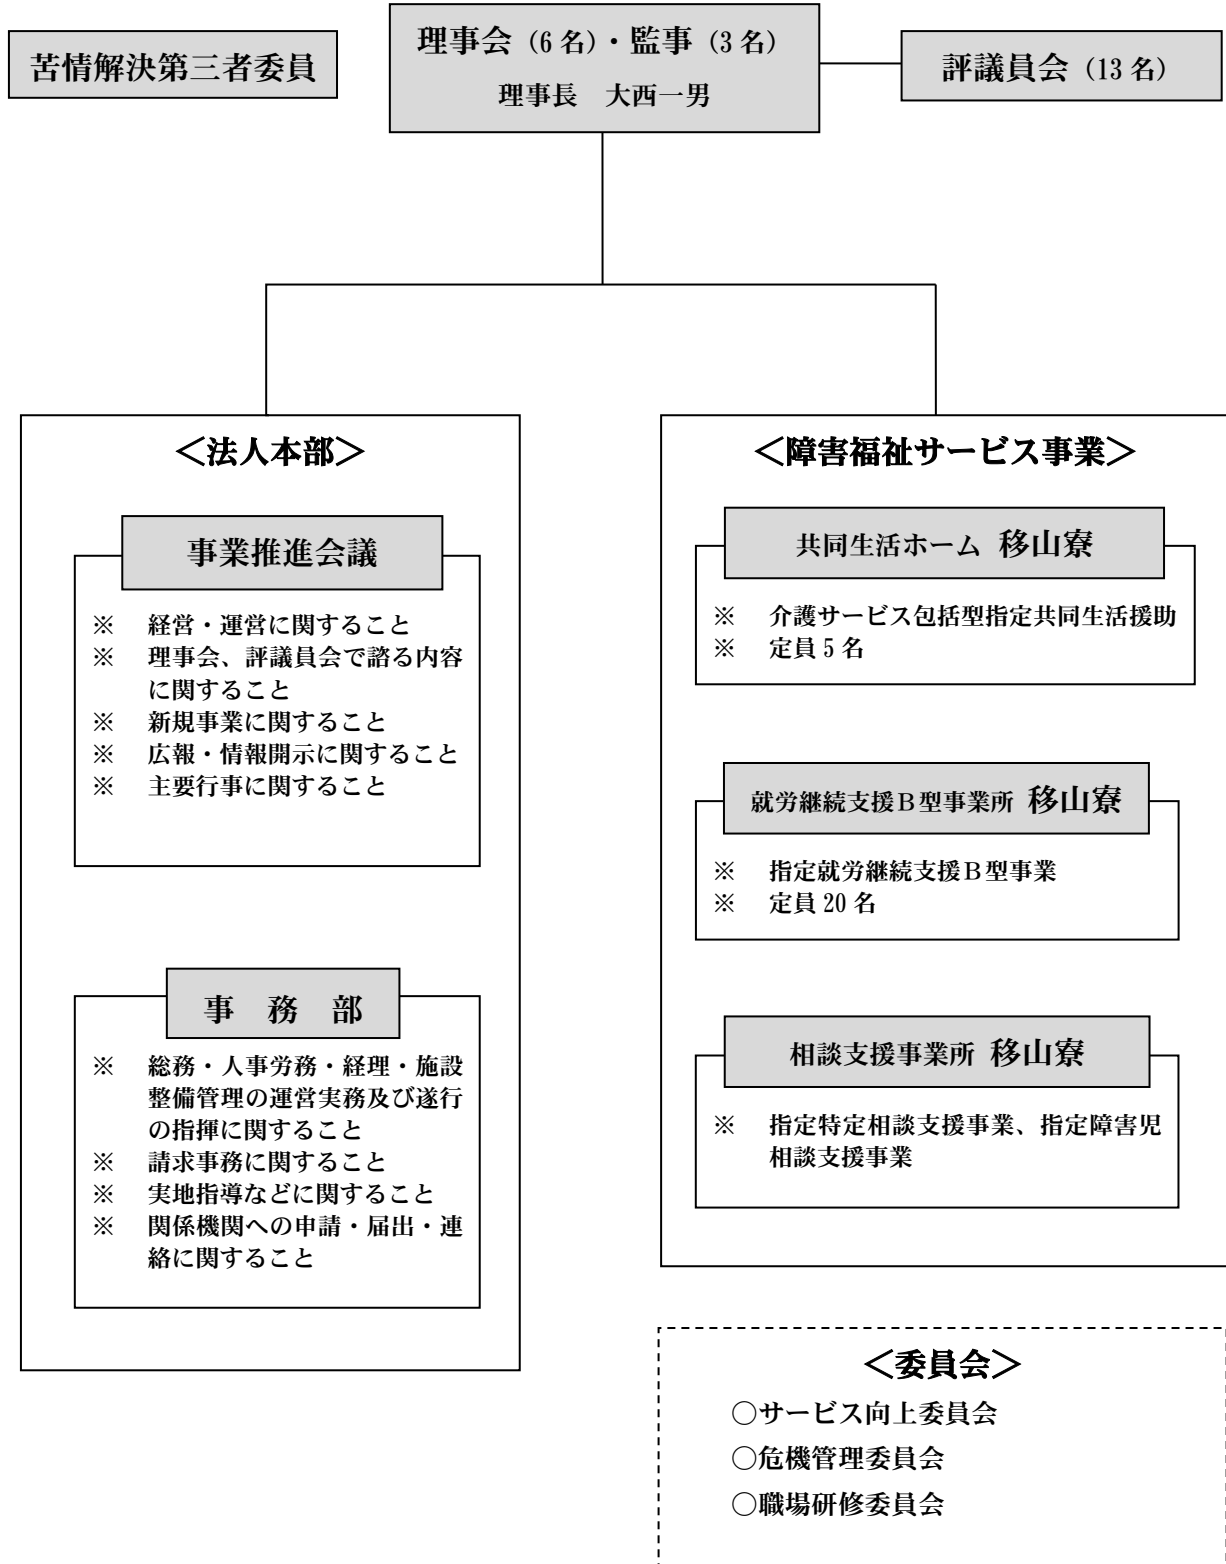 苦情解決第三者委員
理事会（6 名）・監事（3 名）
理事長　大西一男
評議員会（13 名）
＜法人本部＞
事業推進会議
※　経営・運営に関すること
※　理事会、評議員会で諮る内容
に関すること
※　新規事業に関すること
※　広報・情報開示に関すること
※　主要行事に関すること
事　務　部
※　総務・人事労務・経理・施設
整備管理の運営実務及び遂行
の指揮に関すること
※　請求事務に関すること
※　実地指導などに関すること
※　関係機関への申請・届出・連
絡に関すること
＜障害福祉サービス事業＞
共同生活ホーム 移山寮
※　介護サービス包括型指定共同生活援助
※　定員 5 名
就労継続支援Ｂ型事業所 移山寮
※　指定就労継続支援Ｂ型事業
※　定員 20 名
相談支援事業所 移山寮
※　指定特定相談支援事業、指定障害児
相談支援事業
＜委員会＞
○サービス向上委員会
○危機管理委員会
○職場研修委員会